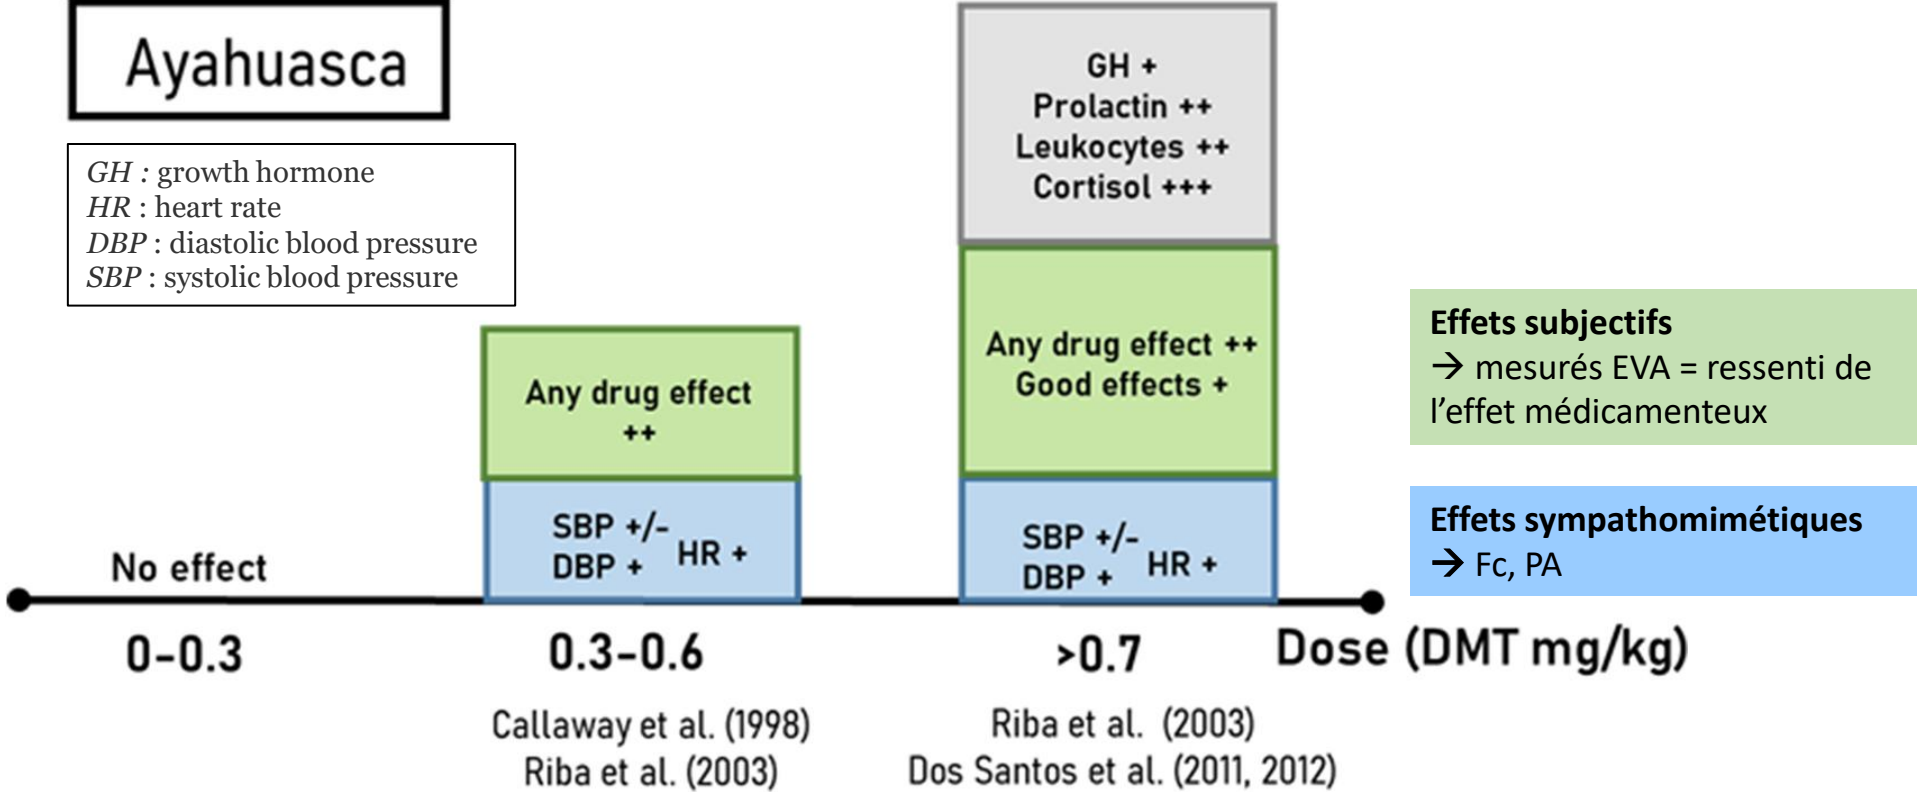 Ayahuasca
GH : growth hormone
HR : heart rate
DBP : diastolic blood pressure
SBP : systolic blood pressure
GH +
Prolactin ++
Leukocytes ++
Cortisol +++
Any drug effect
++
Any drug effect ++
Good effects +
Effets subjectifs
→ mesurés EVA = ressenti de
l’effet médicamenteux
SBP +/-
DBP +
HR +
SBP +/-
DBP +
HR +
Effets sympathomimétiques
→ Fc, PA
No effect
0-0.3
0.3-0.6
>0.7
Dose (DMT mg/kg)
Callaway et al. (1998)
Riba et al. (2003)
Riba et al. (2003)
Dos Santos et al. (2011, 2012)